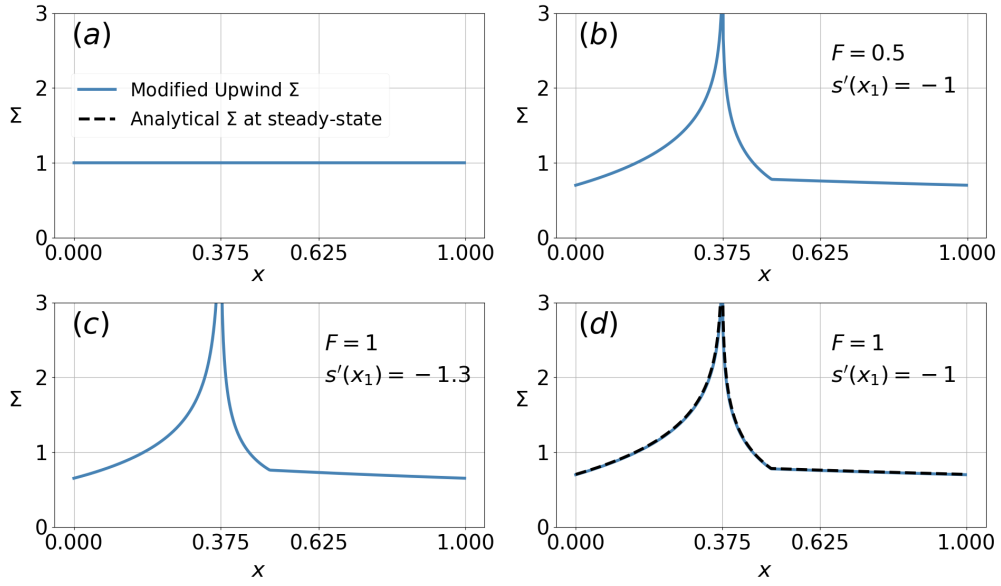 3
(a)
2
Modified Upwind Σ
Analytical Σ at steady-state
Σ
1
0
0.000 0.375 0.625 1.000
x
3
(b)
F = 0.5
s′(x₁) = −1
2
Σ
1
0
0.000 0.375 0.625 1.000
x
3
(c)
F = 1
s′(x₁) = −1.3
2
Σ
1
0
0.000 0.375 0.625 1.000
x
3
(d)
F = 1
s′(x₁) = −1
2
Σ
1
0
0.000 0.375 0.625 1.000
x